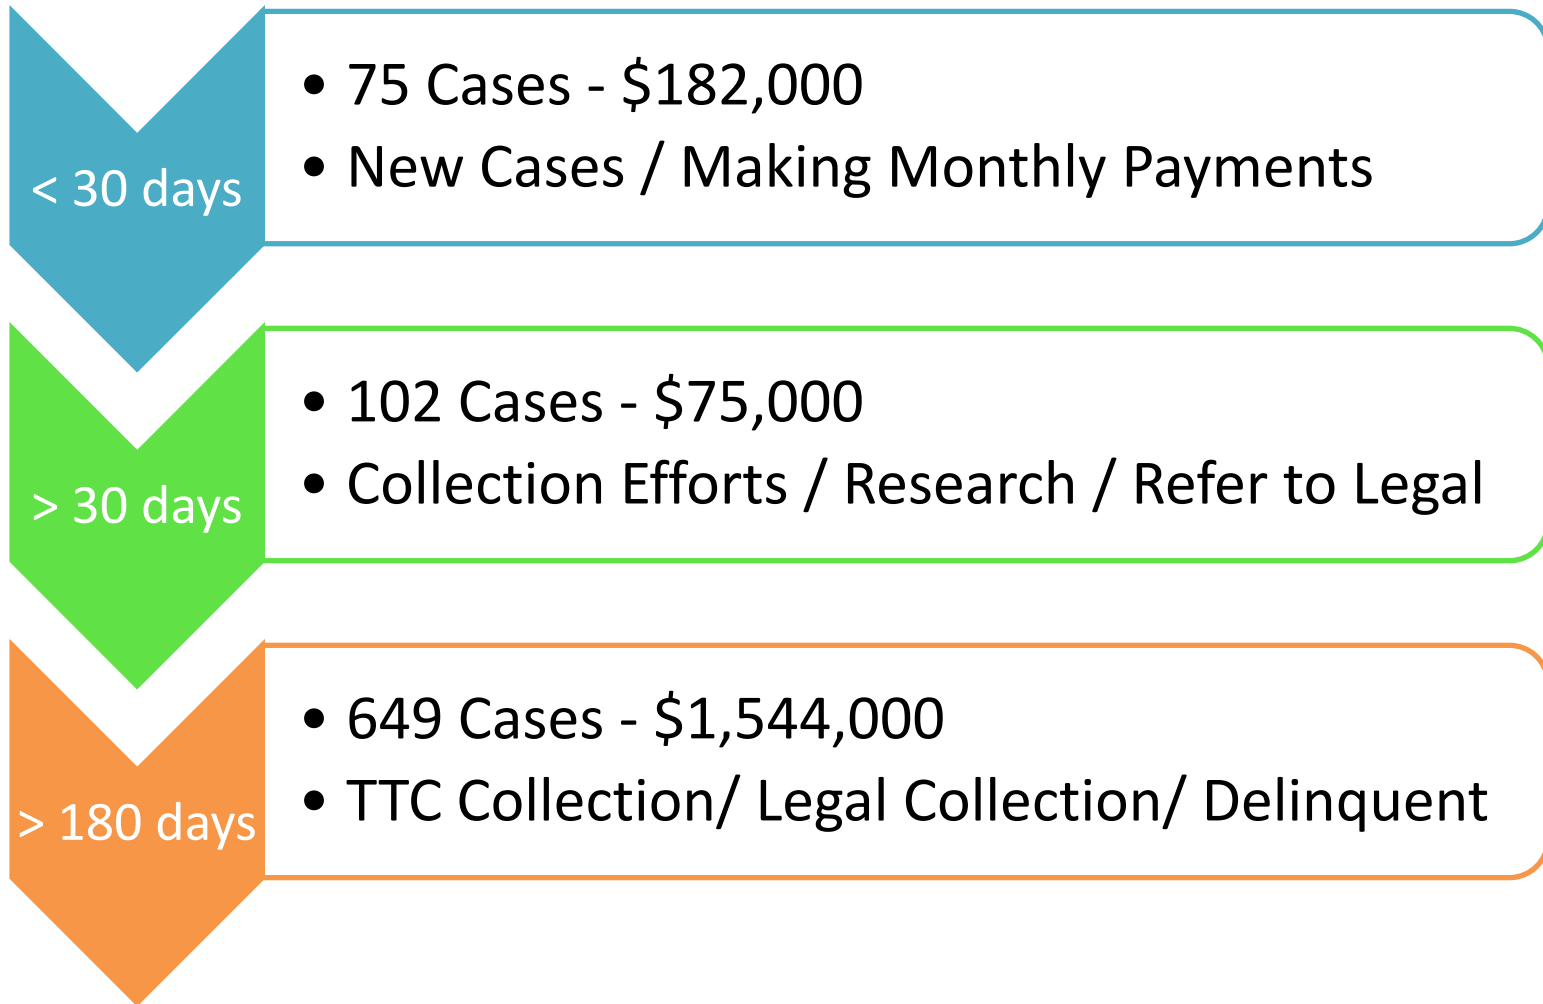 < 30 days
• 75 Cases - $182,000
• New Cases / Making Monthly Payments
> 30 days
• 102 Cases - $75,000
• Collection Efforts / Research / Refer to Legal
> 180 days
• 649 Cases - $1,544,000
• TTC Collection/ Legal Collection/ Delinquent